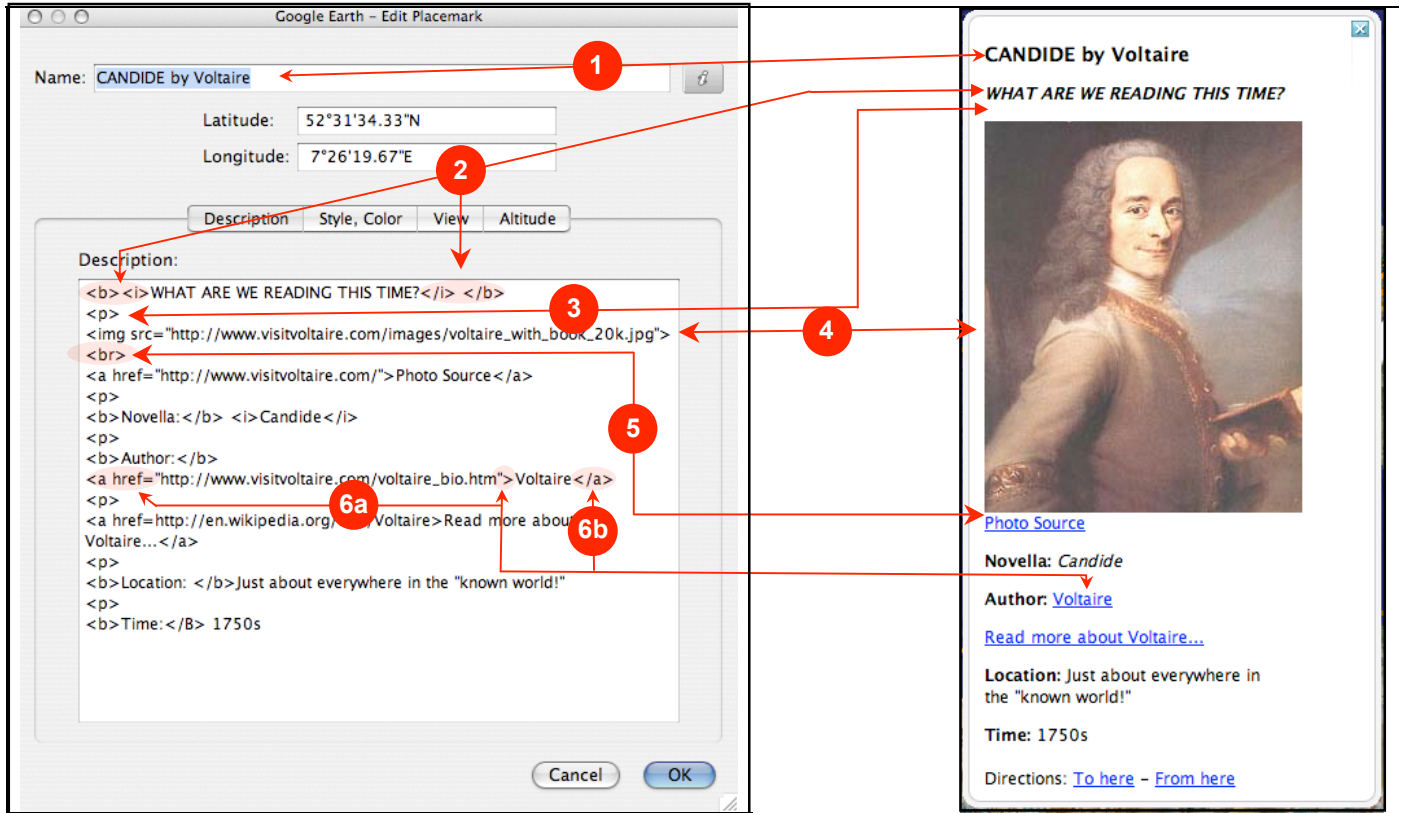 Google Earth – Edit Placemark
Name: CANDIDE by Voltaire
1
Latitude: 52°31'34.33"N
Longitude: 7°26'19.67"E
2
Description Style, Color View Altitude
Description:
<b><i>WHAT ARE WE READING THIS TIME?</i> </b>
<p>
3
<img src="http://www.visitvoltaire.com/images/voltaire_with_book_20k.jpg">
4
<br>
<a href="http://www.visitvoltaire.com/">Photo Source</a>
<p>
<b>Novella:</b> <i>Candide</i>
5
<p>
<b>Author:</b>
<a href="http://www.visitvoltaire.com/voltaire_bio.htm">Voltaire</a>
<p>
6a
<a href=http://en.wikipedia.org/ /Voltaire>Read more about
6b
Voltaire...</a>
<p>
<b>Location: </b>Just about everywhere in the "known world!"
<p>
<b>Time:</B> 1750s
Cancel OK
CANDIDE by Voltaire
WHAT ARE WE READING THIS TIME?
Photo Source
Novella: Candide
Author: Voltaire
Read more about Voltaire...
Location: Just about everywhere in
the "known world!"
Time: 1750s
Directions: To here – From here